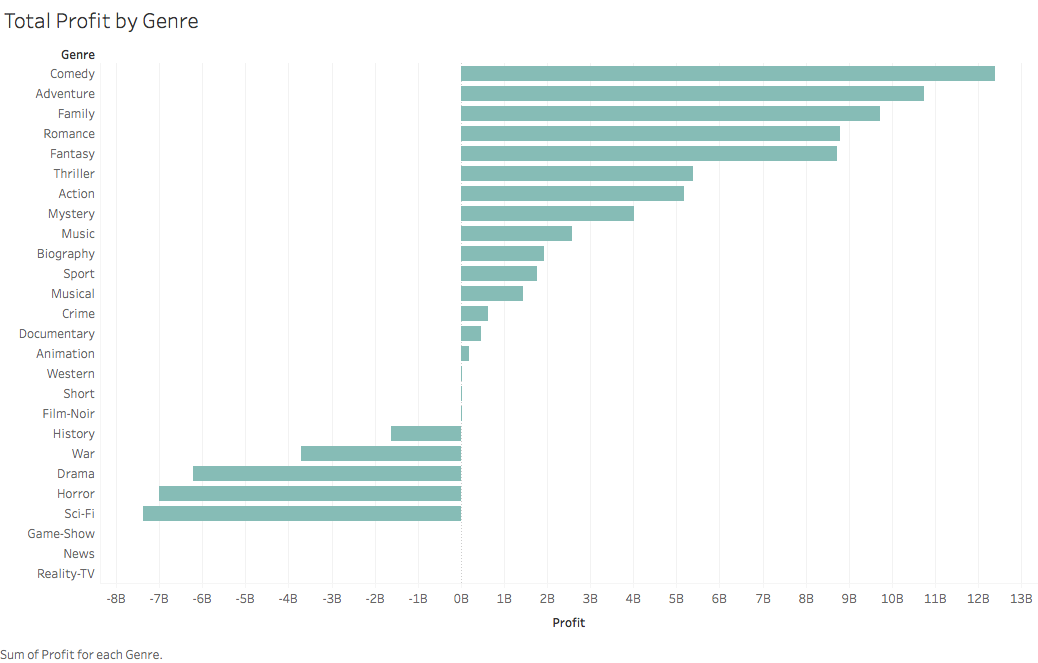 Total Profit by Genre
Genre
Comedy
Adventure
Family
Romance
Fantasy
Thriller
Action
Mystery
Music
Biography
Sport
Musical
Crime
Documentary
Animation
Western
Short
Film-Noir
History
War
Drama
Horror
Sci-Fi
Game-Show
News
Reality-TV
-8B -7B -6B -5B -4B -3B -2B -1B 0B 1B 2B 3B 4B 5B 6B 7B 8B 9B 10B 11B 12B 13B
Profit
Sum of Profit for each Genre.